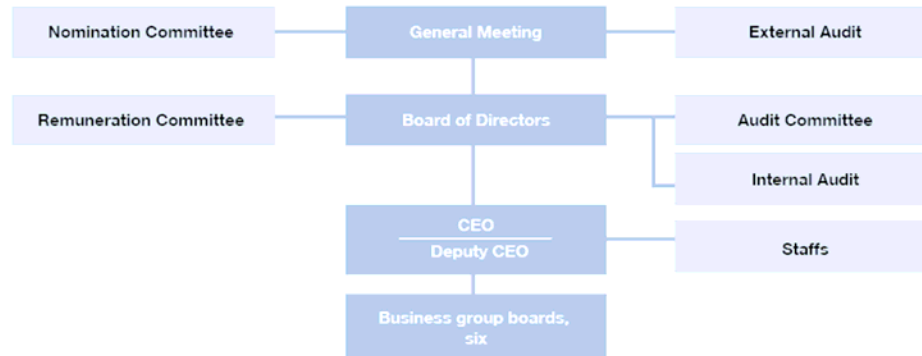 Nomination Committee
General Meeting
External Audit
Remuneration Committee
Board of Directors
Audit Committee
Internal Audit
CEO
Deputy CEO
Staffs
Business group boards,
six